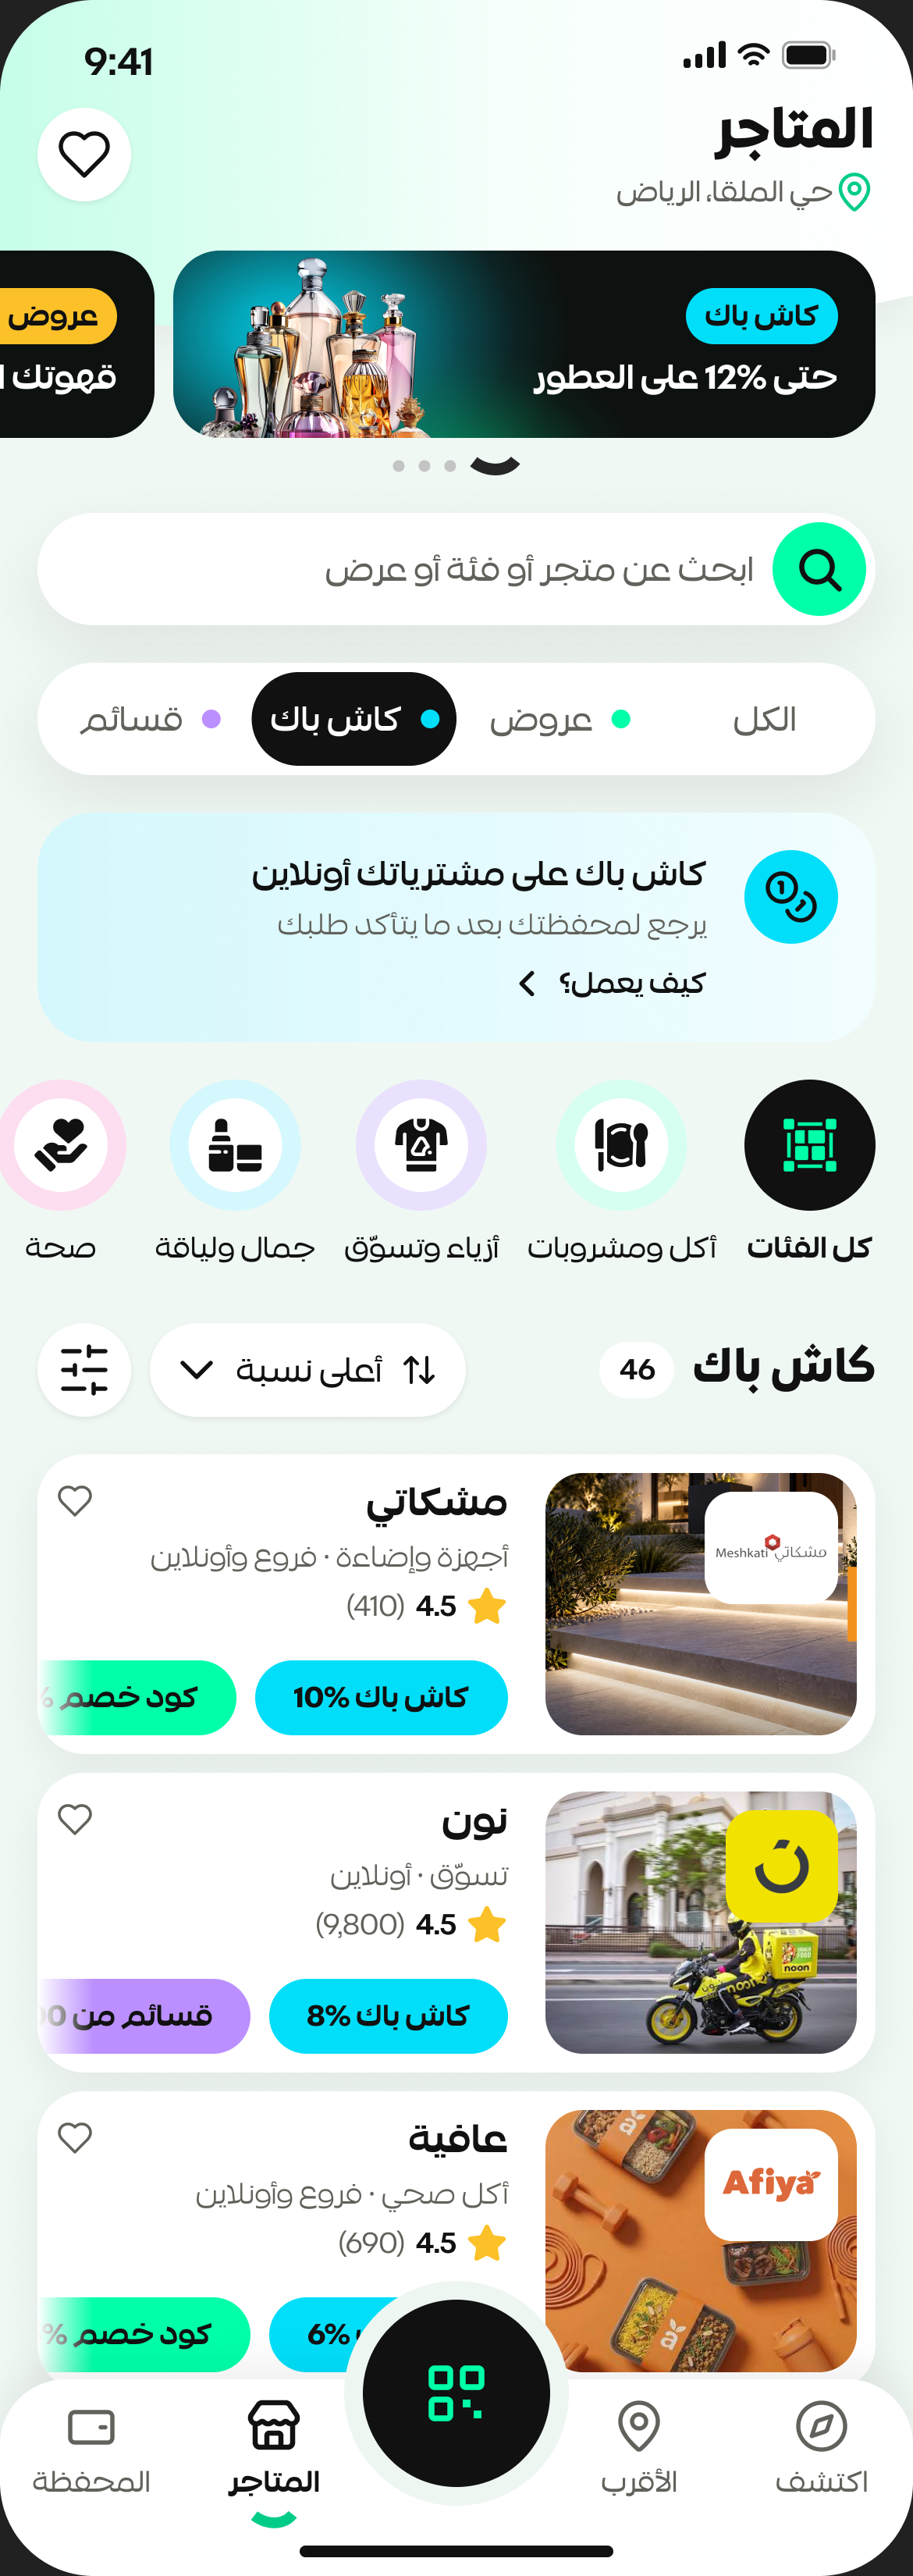 9:41
المتاجر
حي الملقا، الرياض
كاش باك
حتى 12% على العطور
عروض
قهوتك
ابحث عن متجر أو فئة أو عرض
الكل
عروض
كاش باك
قسائم
كاش باك على مشترياتك أونلاين
يرجع لمحفظتك بعد ما يتأكد طلبك
كيف يعمل؟
كل الفئات
أكل ومشروبات
أزياء وتسوّق
جمال ولياقة
صحة
كاش باك
46
أعلى نسبة
Meshkati مشكاتي
مشكاتي
أجهزة وإضاءة · فروع وأونلاين
4.5 (410)
كاش باك 10%
كود خصم %
نون
تسوّق · أونلاين
4.5 (9,800)
كاش باك 8%
قسائم من
noon
noon
Afiya
عافية
أكل صحي · فروع وأونلاين
4.5 (690)
6%
كود خصم %
اكتشف
الأقرب
المتاجر
المحفظة